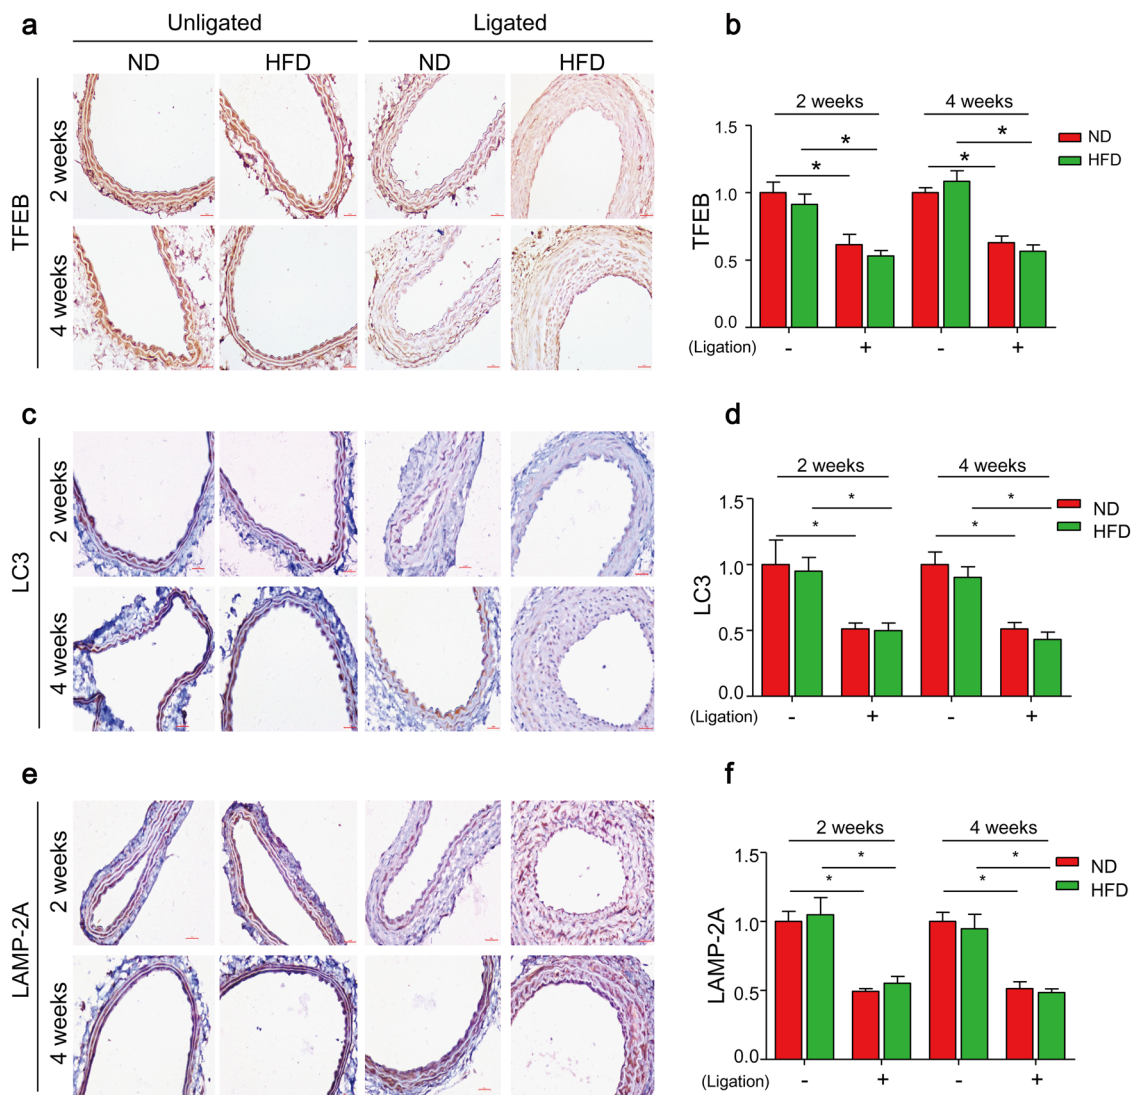 a
Unligated
Ligated
ND
HFD
ND
HFD
TFEB
2 weeks
4 weeks
b
2 weeks
4 weeks
*
*
*
*
ND
HFD
TFEB
1.5
1.0
0.5
0.0
(Ligation)
-
+
-
+
c
LC3
2 weeks
4 weeks
d
2 weeks
4 weeks
*
*
*
*
ND
HFD
LC3
1.5
1.0
0.5
0.0
(Ligation)
-
+
-
+
e
LAMP-2A
2 weeks
4 weeks
f
2 weeks
4 weeks
*
*
*
*
ND
HFD
LAMP-2A
1.5
1.0
0.5
0.0
(Ligation)
-
+
-
+